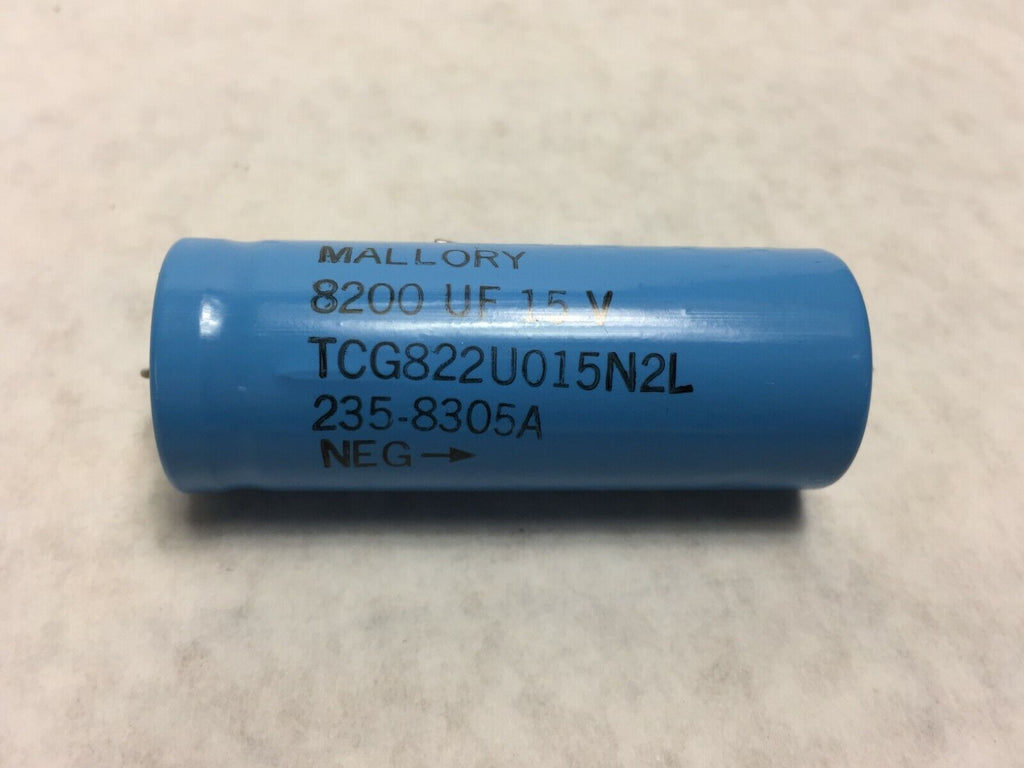 MALLORY
8200 UF 15 V
TCG822U015N2L
235-8305A
NEG→